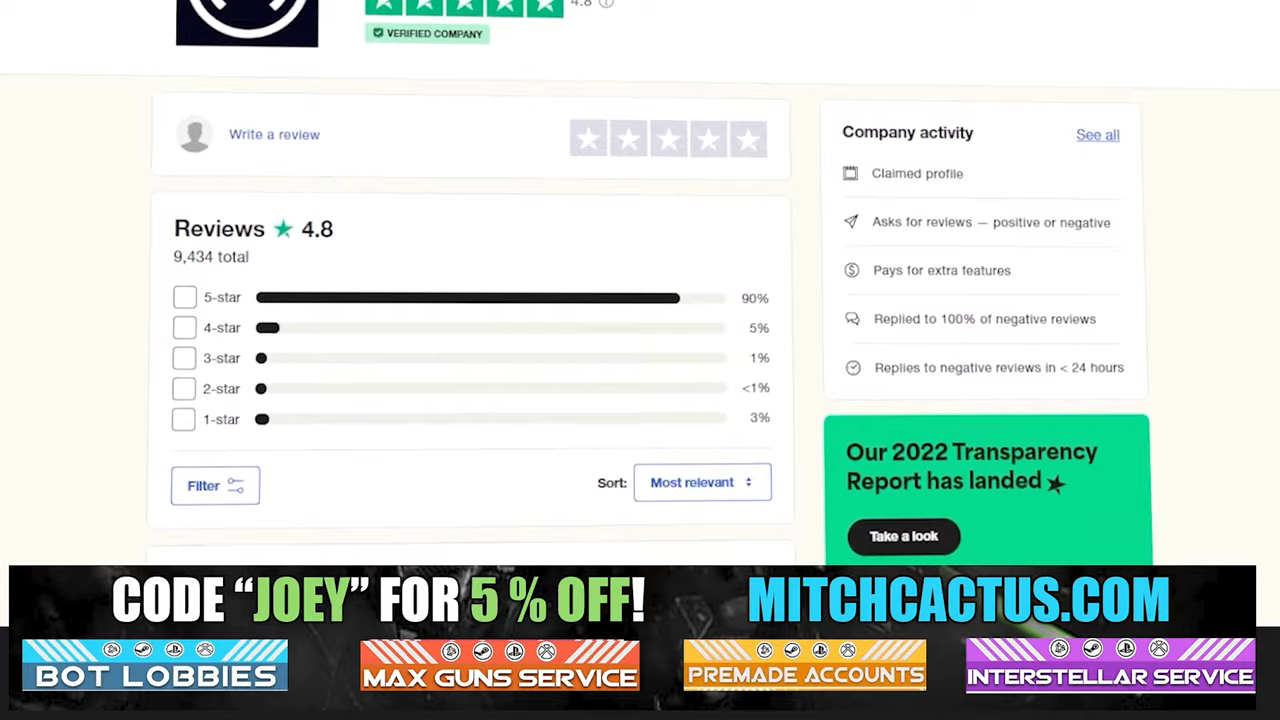 4.8
VERIFIED COMPANY
Write a review
Reviews ★ 4.8
9,434 total
5-star 90%
4-star 5%
3-star 1%
2-star <1%
1-star 3%
Filter
Sort: Most relevant
Company activity See all
Claimed profile
Asks for reviews — positive or negative
Pays for extra features
Replied to 100% of negative reviews
Replies to negative reviews in < 24 hours
Our 2022 Transparency
Report has landed
Take a look
CODE “JOEY” FOR 5 % OFF! MITCHCACTUS.COM
BOT LOBBIES MAX GUNS SERVICE PREMADE ACCOUNTS INTERSTELLAR SERVICE